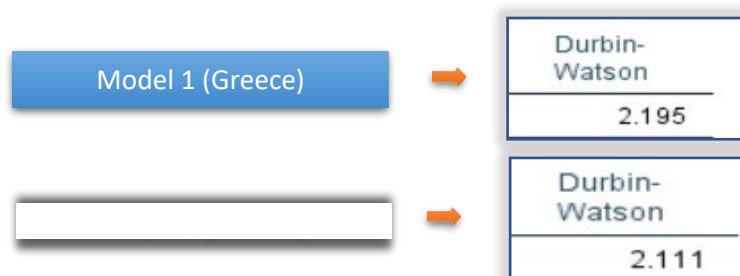 Model 1 (Greece)
Durbin-
Watson
2.195
Durbin-
Watson
2.111